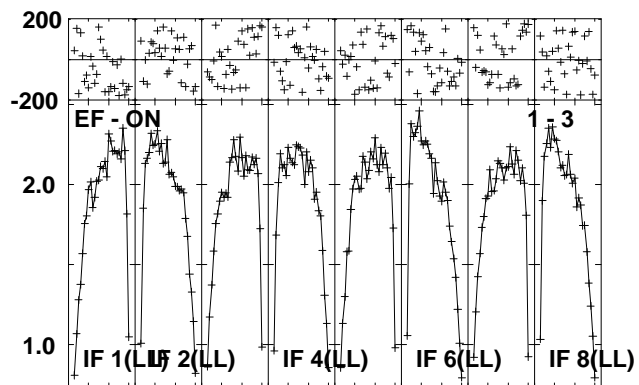 200
-200
EF - ON 1 - 3
2.0
1.0
IF 1(LL) IF 2(LL) IF 4(LL) IF 6(LL) IF 8(LL)